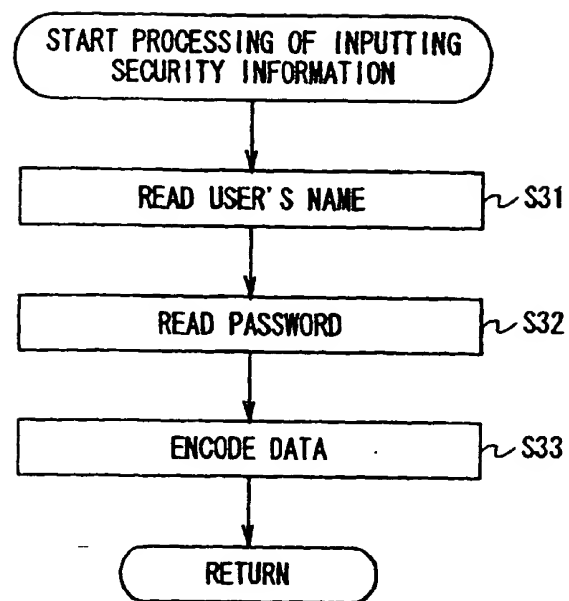 START PROCESSING OF INPUTTING
SECURITY INFORMATION
READ USER'S NAME
S31
READ PASSWORD
S32
ENCODE DATA
S33
RETURN